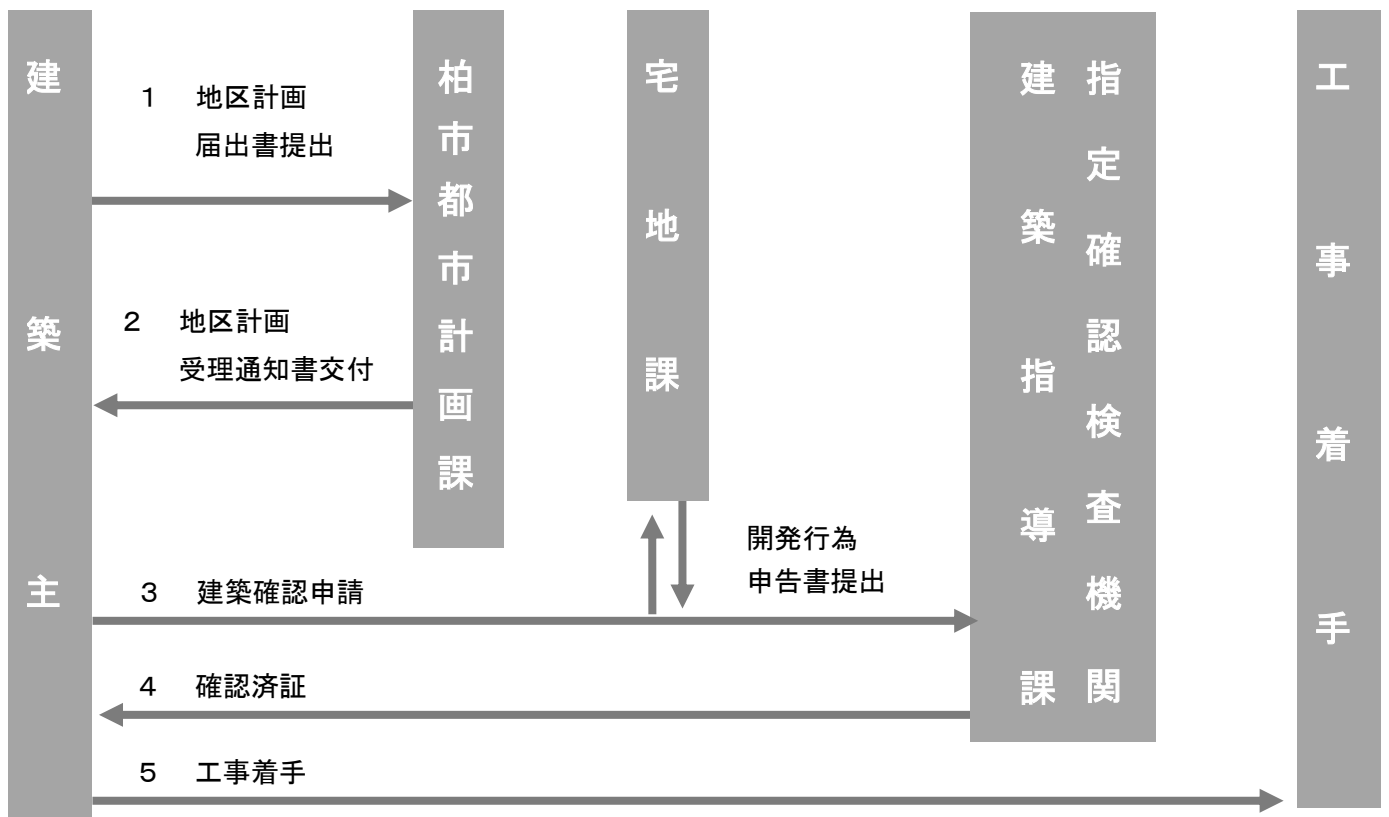 建築主
1 地区計画
届出書提出
2 地区計画
受理通知書交付
柏市都市計画課
宅地課
開発行為
申告書提出
3 建築確認申請
4 確認済証
5 工事着手
指定確認検査機関
建築指導課
工事着手